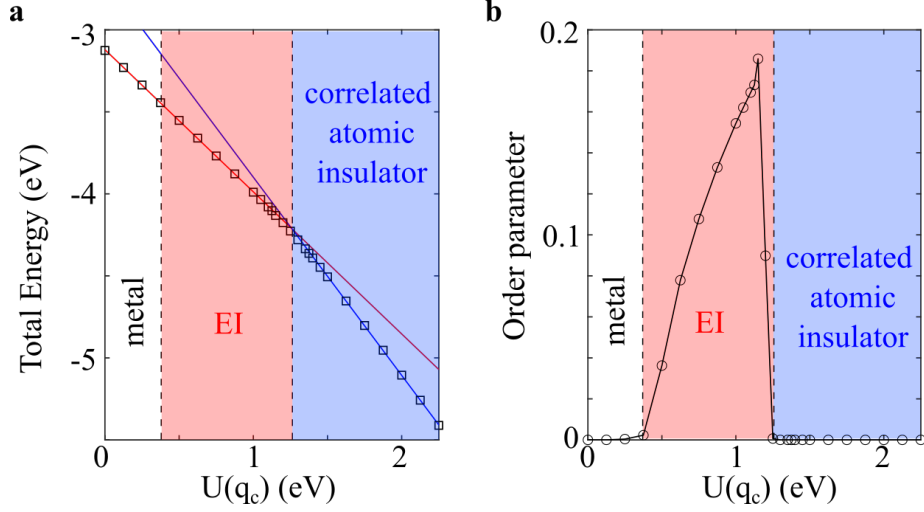 a
-3
-4
-5
Total Energy (eV)
metal
EI
correlated
atomic
insulator
0
1
2
U(q_c) (eV)
b
0.2
0.1
0
Order parameter
metal
EI
correlated
atomic
insulator
0
1
2
U(q_c) (eV)